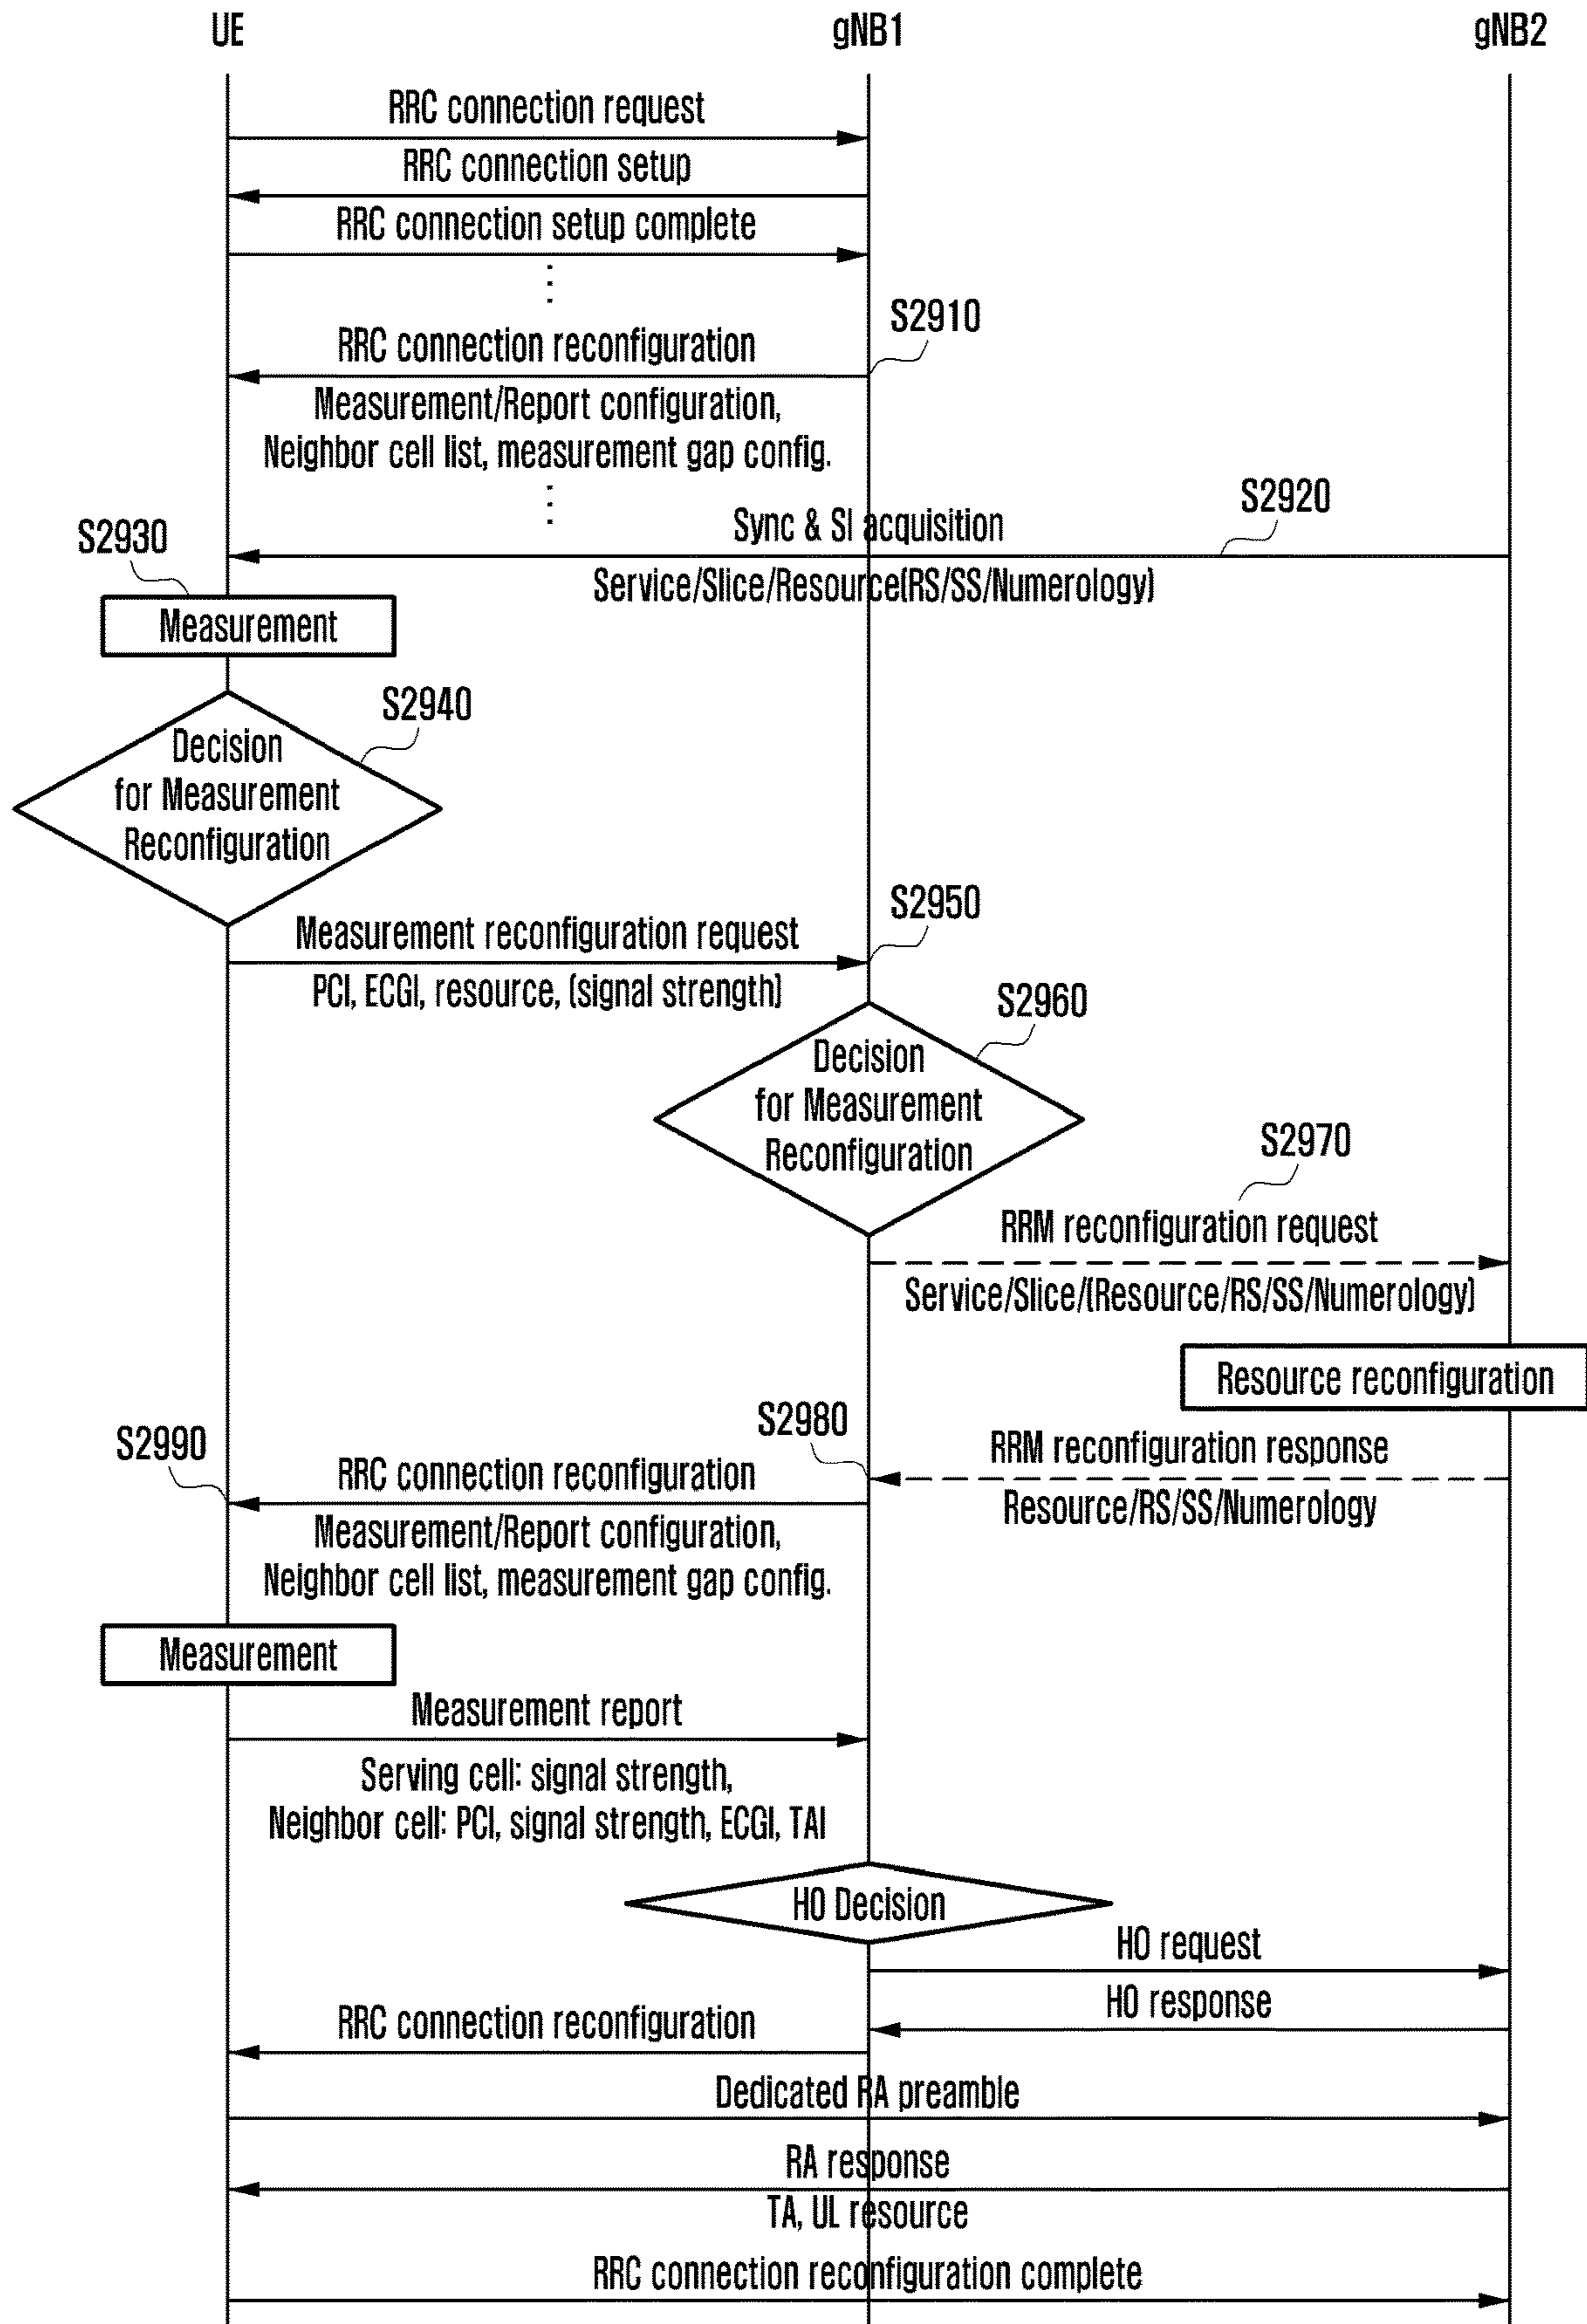 UE
gNB1
gNB2
RRC connection request
RRC connection setup
RRC connection setup complete
S2910
RRC connection reconfiguration
Measurement/Report configuration,
Neighbor cell list, measurement gap config.
S2920
Sync & SI acquisition
S2930
Service/Slice/Resource(RS/SS/Numerology)
Measurement
S2940
Decision
for Measurement
Reconfiguration
S2950
Measurement reconfiguration request
PCI, ECGI, resource, (signal strength)
S2960
Decision
for Measurement
Reconfiguration
S2970
RRM reconfiguration request
Service/Slice/(Resource/RS/SS/Numerology)
Resource reconfiguration
S2980
S2990
RRM reconfiguration response
RRC connection reconfiguration
Resource/RS/SS/Numerology
Measurement/Report configuration,
Neighbor cell list, measurement gap config.
Measurement
Measurement report
Serving cell: signal strength,
Neighbor cell: PCI, signal strength, ECGI, TAI
HO Decision
HO request
HO response
RRC connection reconfiguration
Dedicated RA preamble
RA response
TA, UL resource
RRC connection reconfiguration complete